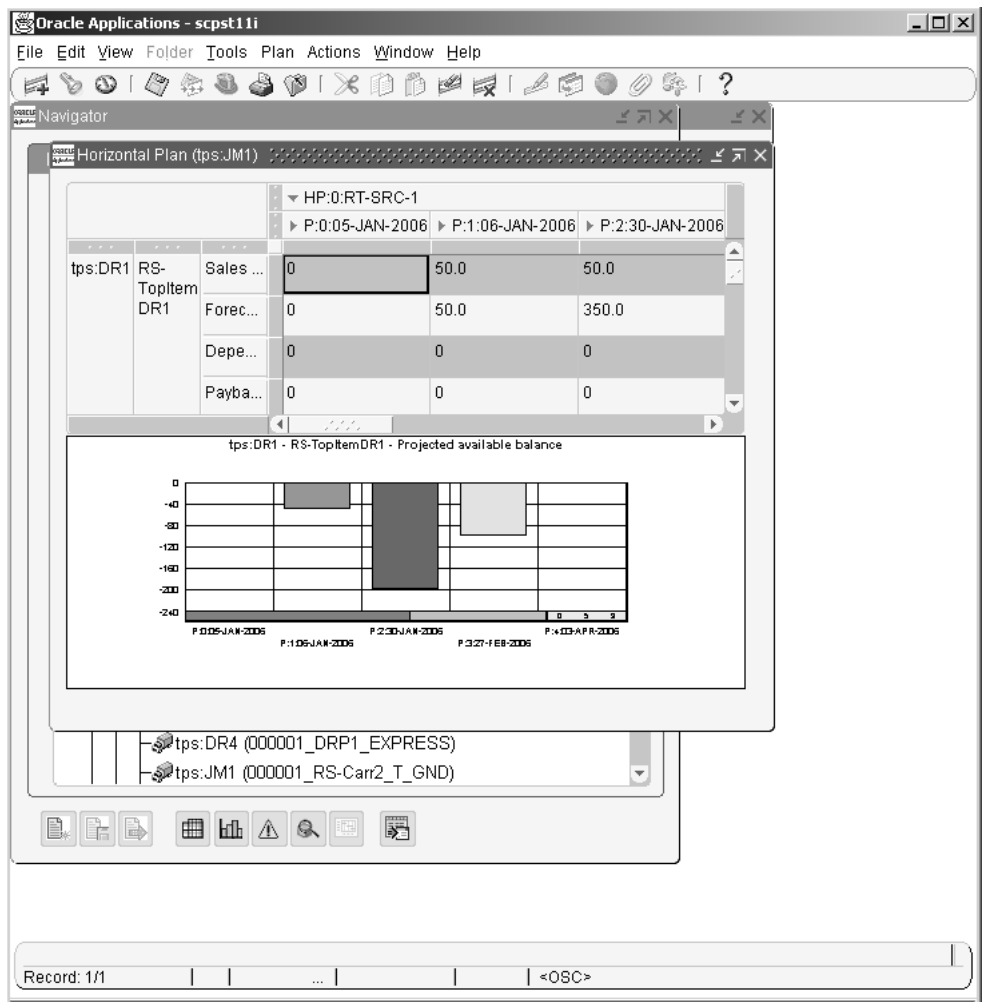 Oracle Applications - scpst11i
File Edit View Folder Tools Plan Actions Window Help
Navigator
Horizontal Plan (tps:JM1)
HP:0:RT-SRC-1
P:0:05-JAN-2006 P:1:06-JAN-2006 P:2:30-JAN-2006
tps:DR1 RS-TopItemDR1 Sales ... 0 50.0 50.0
Forec... 0 50.0 350.0
Depe... 0 0 0
Payba... 0 0 0
tps:DR1 - RS-TopItemDR1 - Projected available balance
0
-40
-80
-120
-160
-200
-240
0 5 9
P:0:05-JAN-2006 P:2:30-JAN-2006 P:4:03-APR-2006
P:1:06-JAN-2006 P:3:27-FEB-2006
tps:DR4 (000001_DRP1_EXPRESS)
tps:JM1 (000001_RS-Carr2_T_GND)
Record: 1/1 ... <OSC>